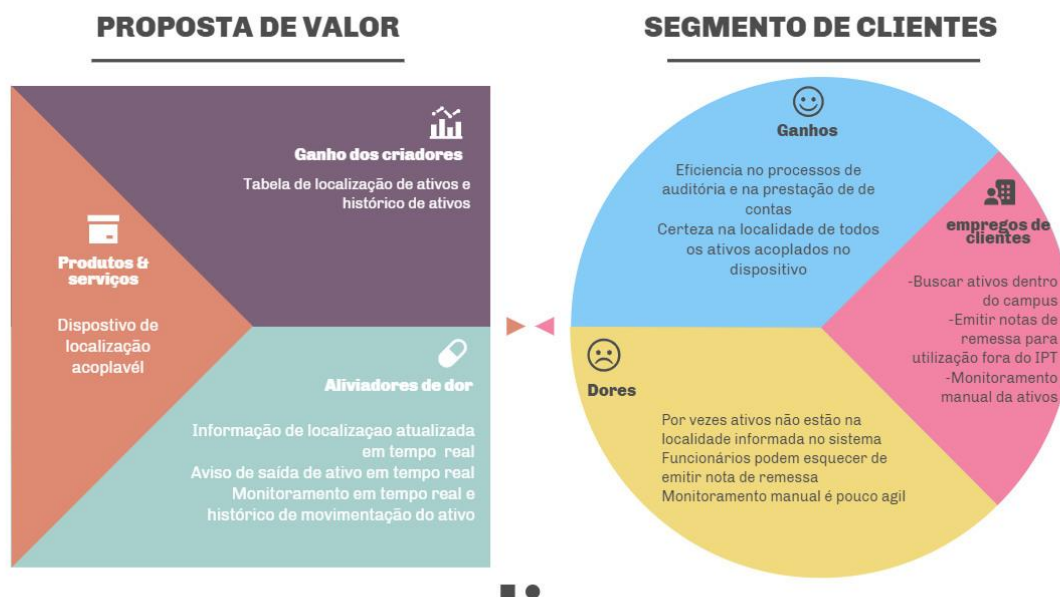 PROPOSTA DE VALOR
Ganho dos criadores
Tabela de localização de ativos e
histórico de ativos
Produtos &
serviços
Dispostivo de
localização
acoplavél
Aliviadores de dor
Informação de localizaçao atualizada
em tempo real
Aviso de saída de ativo em tempo real
Monitoramento em tempo real e
histórico de movimentação do ativo
SEGMENTO DE CLIENTES
Ganhos
Eficiencia no processos de
auditória e na prestação de de
contas
Certeza na localidade de todos
os ativos acoplados no
dispositivo
empregos de
clientes
-Buscar ativos dentro
do campus
-Emitir notas de
remessa para
utilização fora do IPT
-Monitoramento
manual da ativos
Dores
Por vezes ativos não estão na
localidade informada no sistema
Funcionários podem esquecer de
emitir nota de remessa
Monitoramento manual é pouco agil